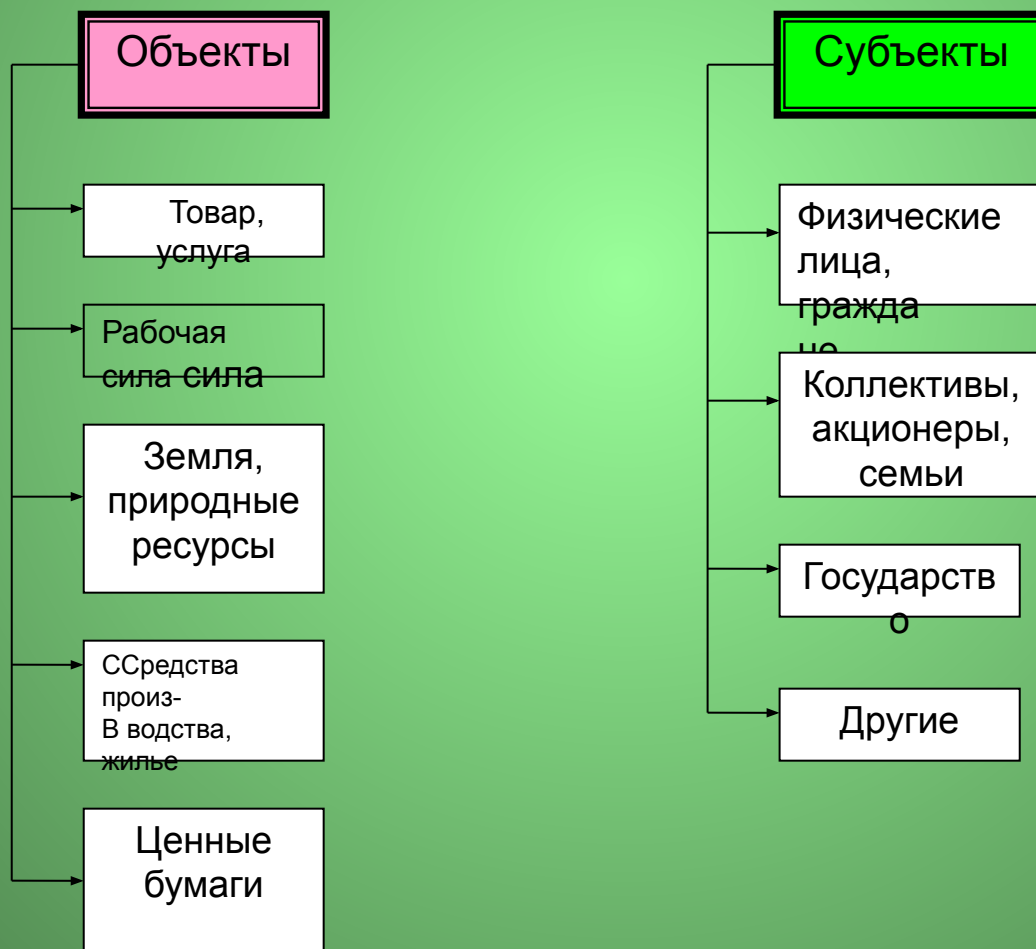 Объекты
Товар,
услуга
Рабочая
сила сила
Земля,
природные
ресурсы
ССредства
произ-
В водства,
жилье
Ценные
бумаги
Субъекты
Физические
лица,
гражда
не
Коллективы,
акционеры,
семьи
Государств
о
Другие